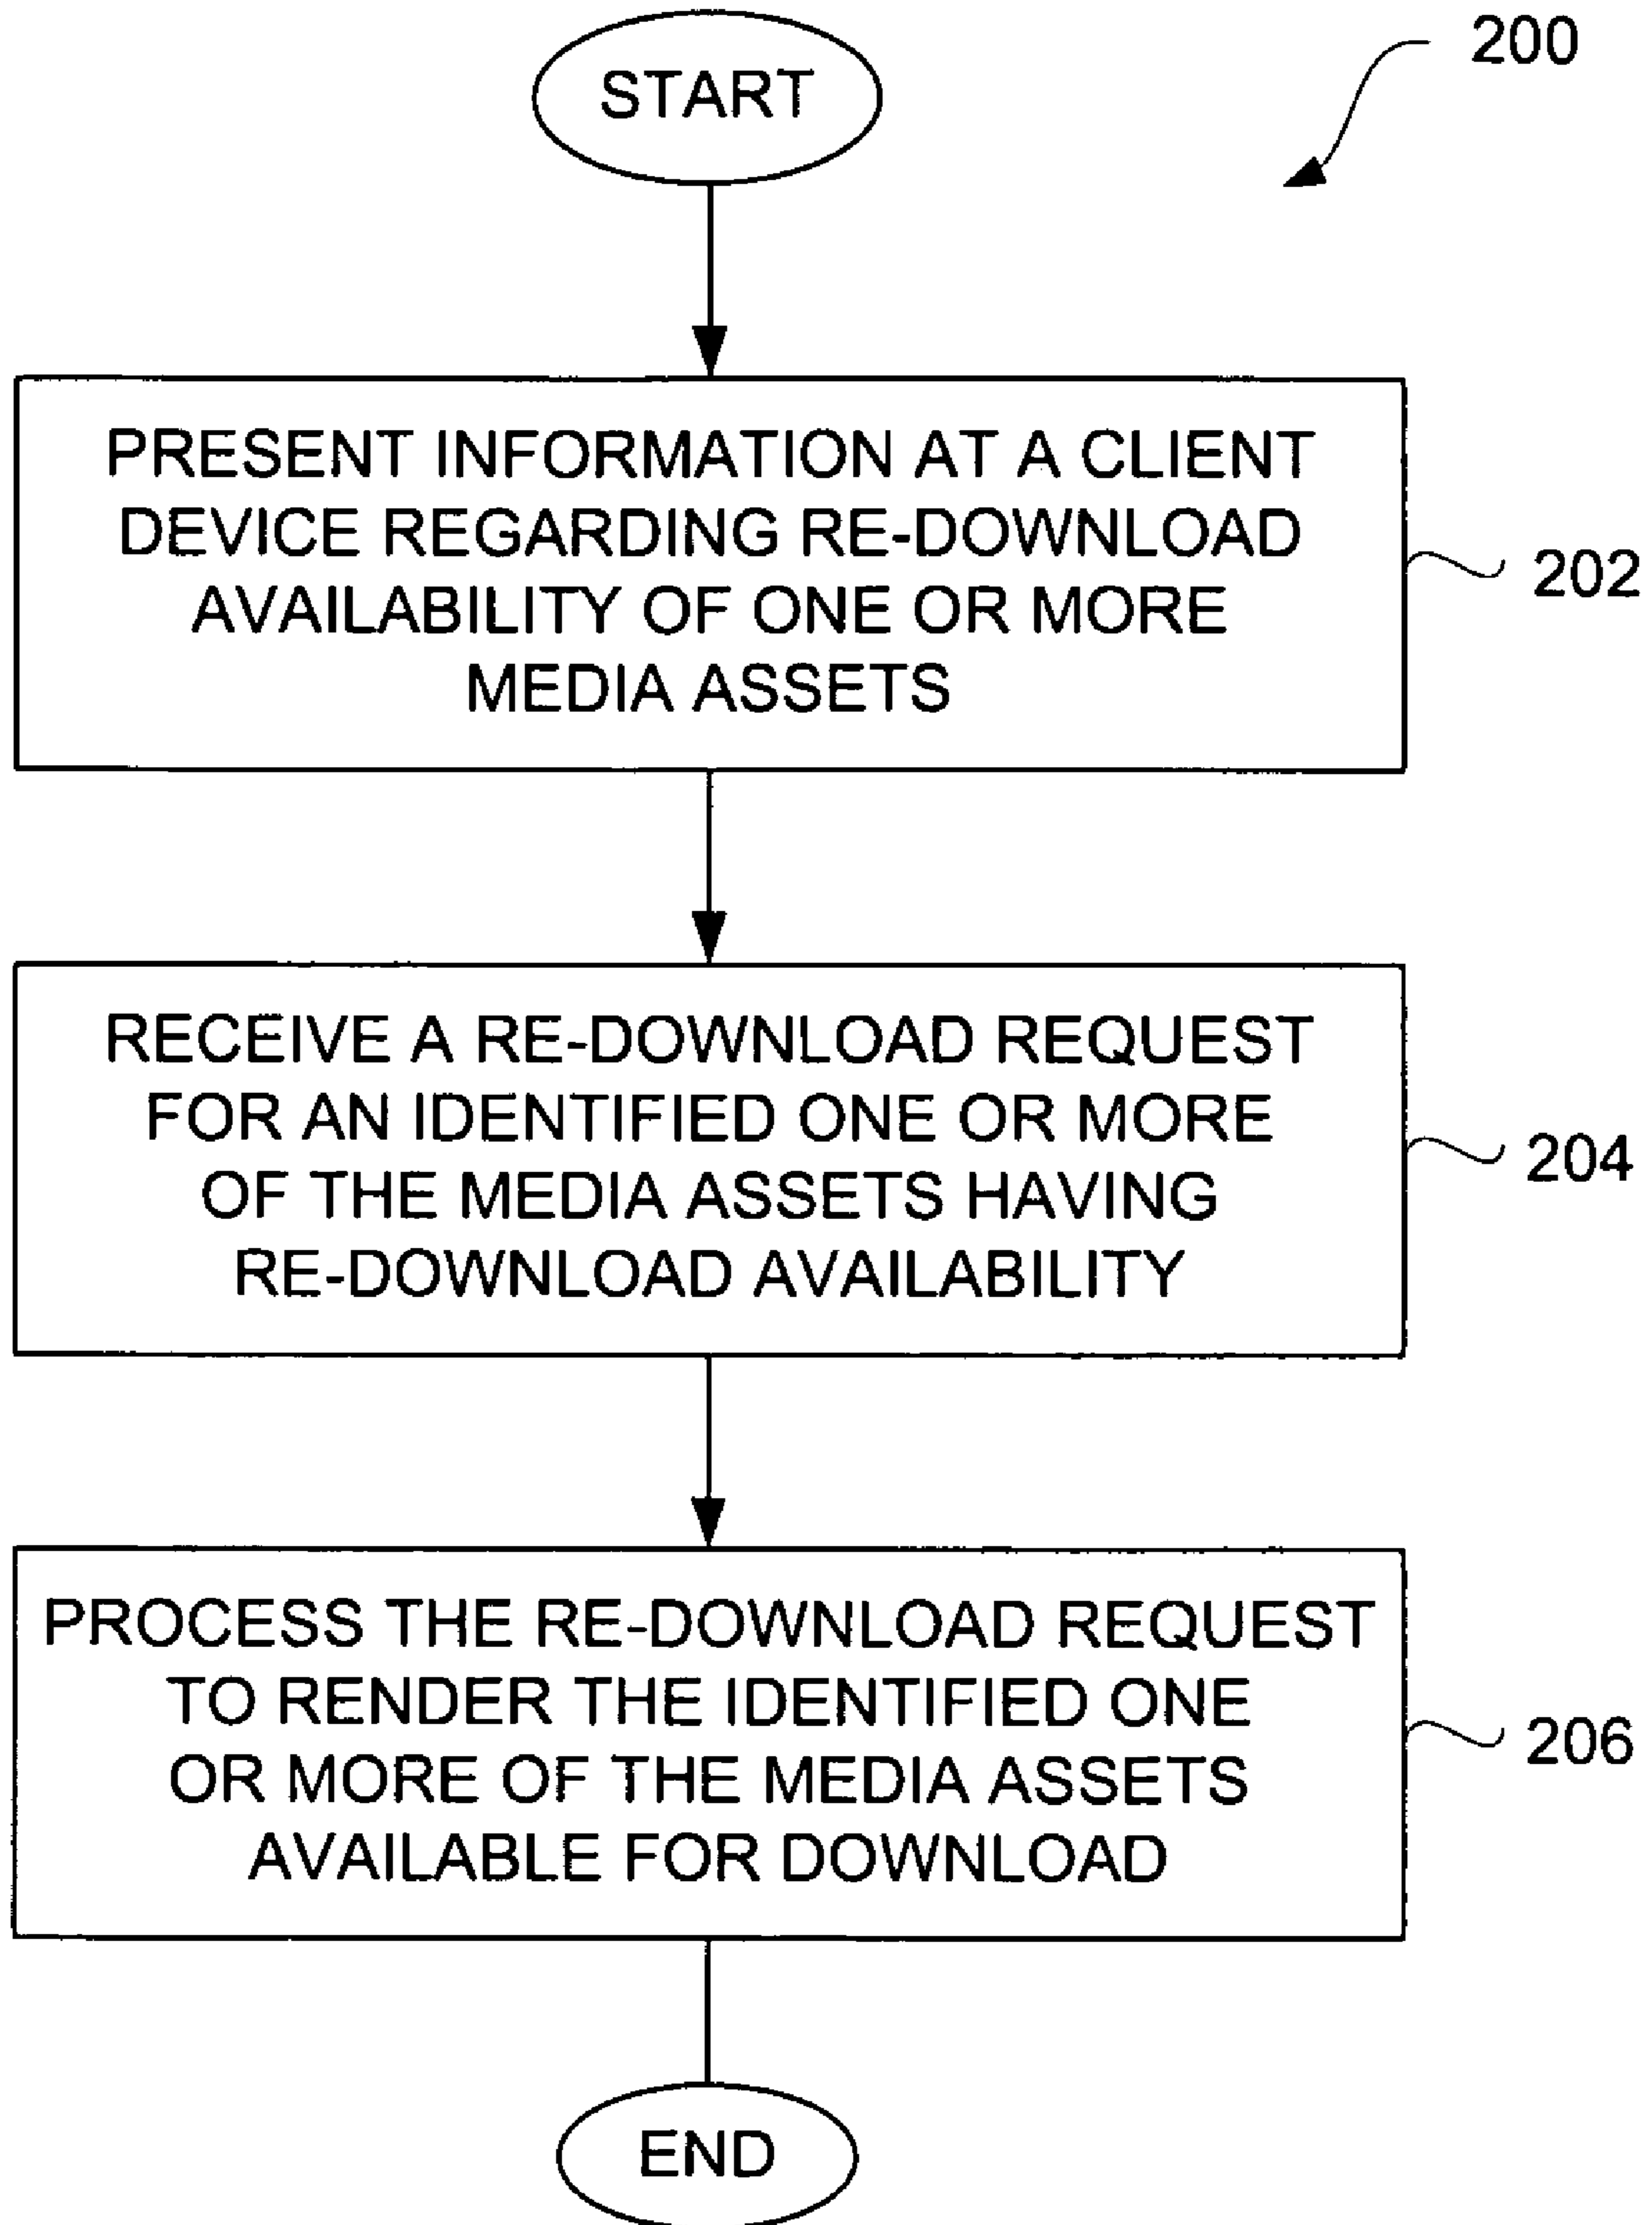 START
200
PRESENT INFORMATION AT A CLIENT
DEVICE REGARDING RE-DOWNLOAD
AVAILABILITY OF ONE OR MORE
MEDIA ASSETS
202
RECEIVE A RE-DOWNLOAD REQUEST
FOR AN IDENTIFIED ONE OR MORE
OF THE MEDIA ASSETS HAVING
RE-DOWNLOAD AVAILABILITY
204
PROCESS THE RE-DOWNLOAD REQUEST
TO RENDER THE IDENTIFIED ONE
OR MORE OF THE MEDIA ASSETS
AVAILABLE FOR DOWNLOAD
206
END